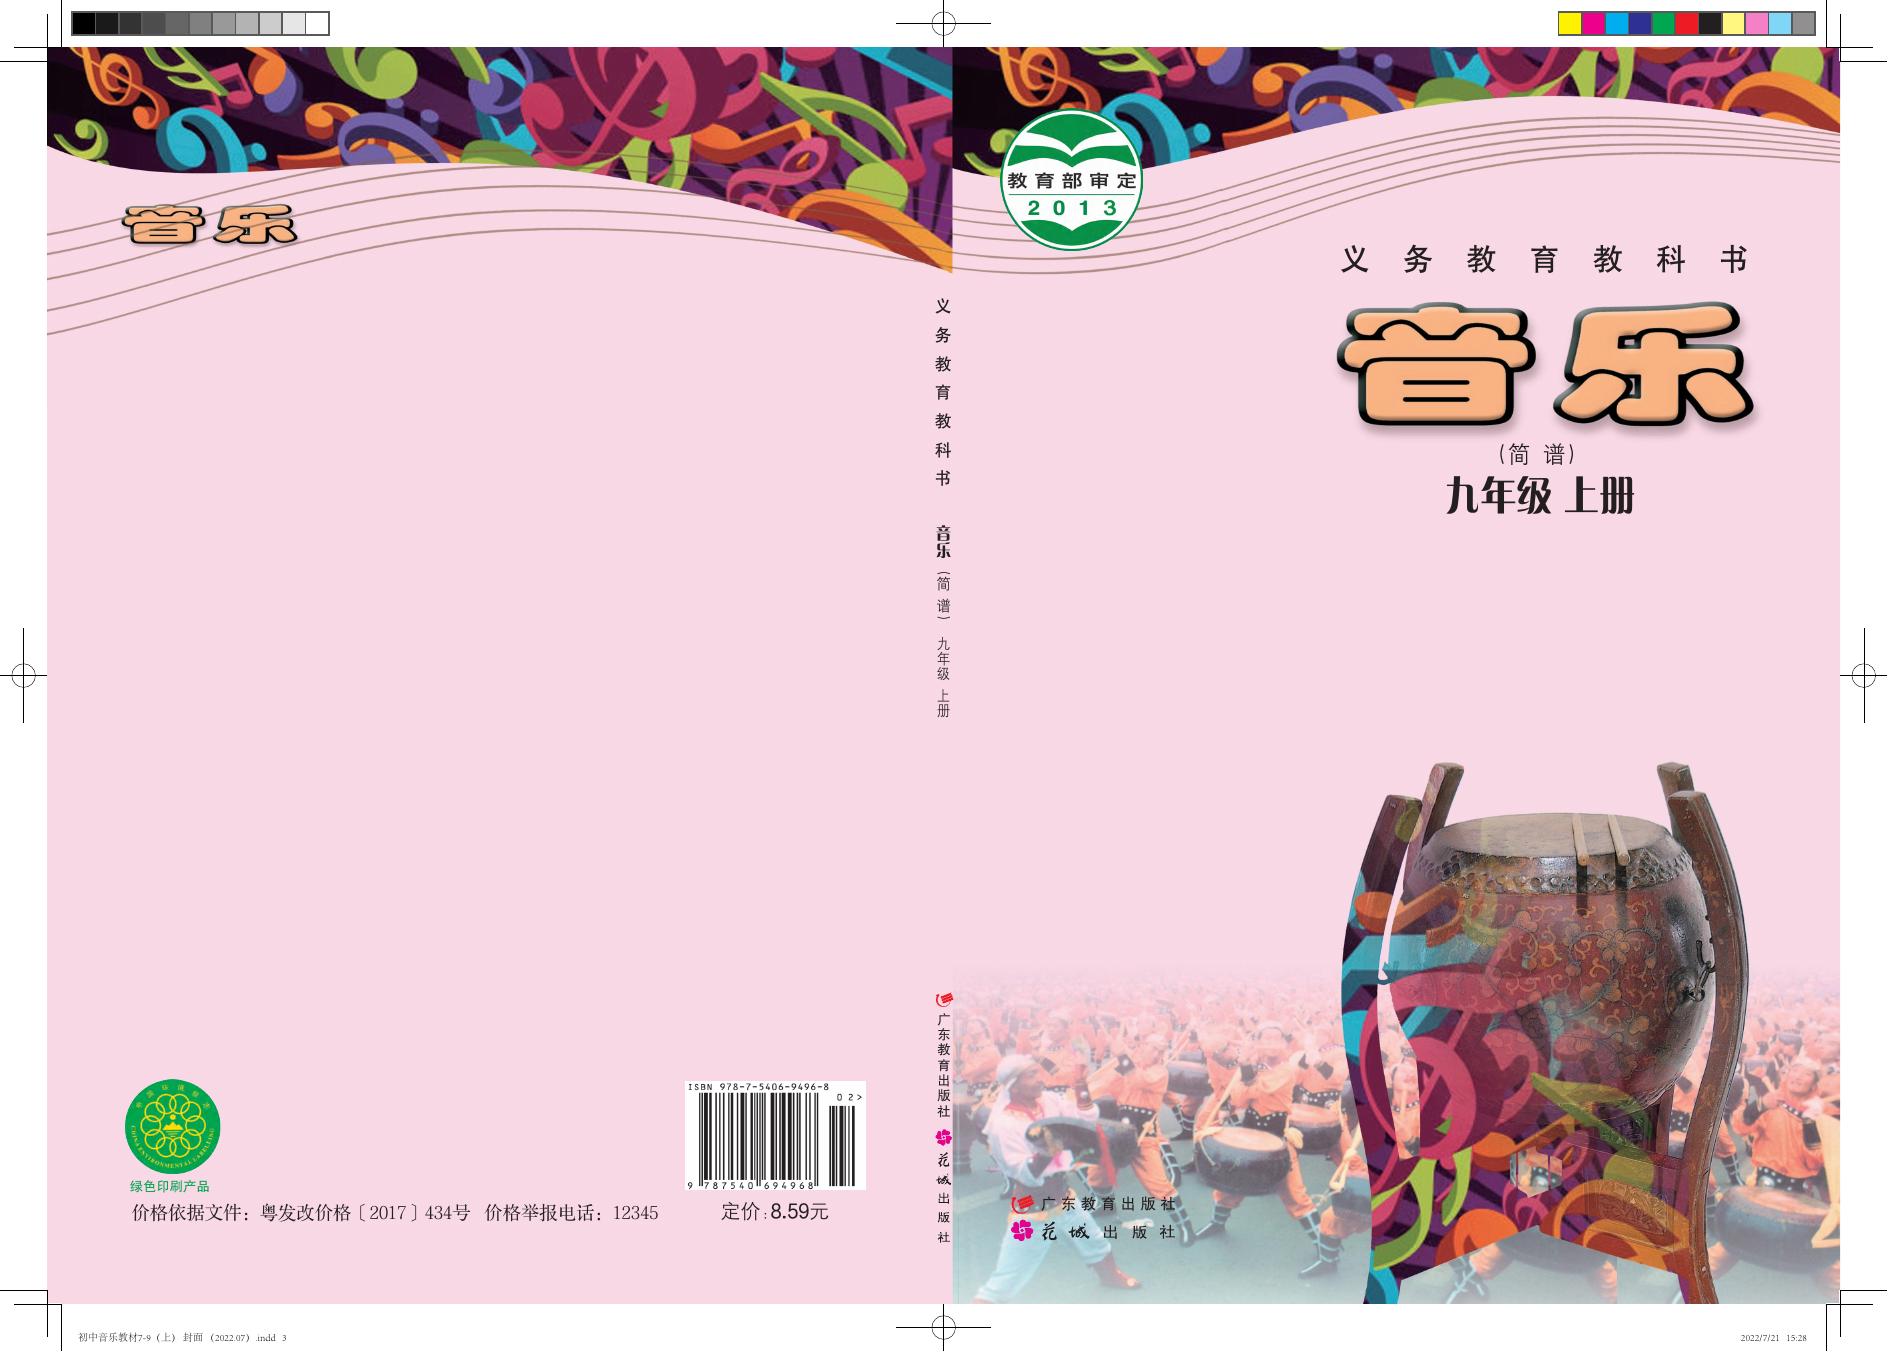 音乐
绿色印刷产品
价格依据文件：粤发改价格〔2017〕434号 价格举报电话：12345
ISBN 978-7-5406-9496-8
02>
9 787540 694968
定价：8.59元
义务教育教科书 音乐（简谱）九年级 上册
广东教育出版社
花城出版社
教育部审定
2013
义务教育教科书
音乐
（简谱）
九年级 上册
广东教育出版社
花城出版社
初中音乐教材7-9（上） 封面 （2022.07）.indd 3
2022/7/21 15:28